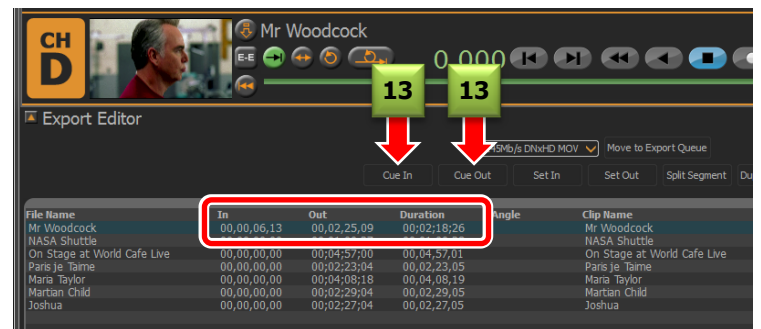 CH
D
Mr Woodcock
E-E
0.000
13 13
Export Editor
45Mb/s DNxHD MOV Move to Export Queue
Cue In Cue Out Set In Set Out Split Segment
File Name In Out Duration Angle Clip Name
Mr Woodcock 00,00,06,13 00,02,25,09 00;02;18;26 Mr Woodcock
NASA Shuttle NASA Shuttle
On Stage at World Cafe Live 00,00,00,00 00;04;57;00 00,04,57,01 On Stage at World Cafe Live
Paris je Taime 00,00,00,00 00;02;23;04 00,02,23,05 Paris je Taime
Maria Taylor 00,00,00,00 00;04;08;18 00,04,08,19 Maria Taylor
Martian Child 00,00,00,00 00;02;29;04 00,02,29,05 Martian Child
Joshua 00,00,00,00 00;02;27;04 00,02,27,05 Joshua